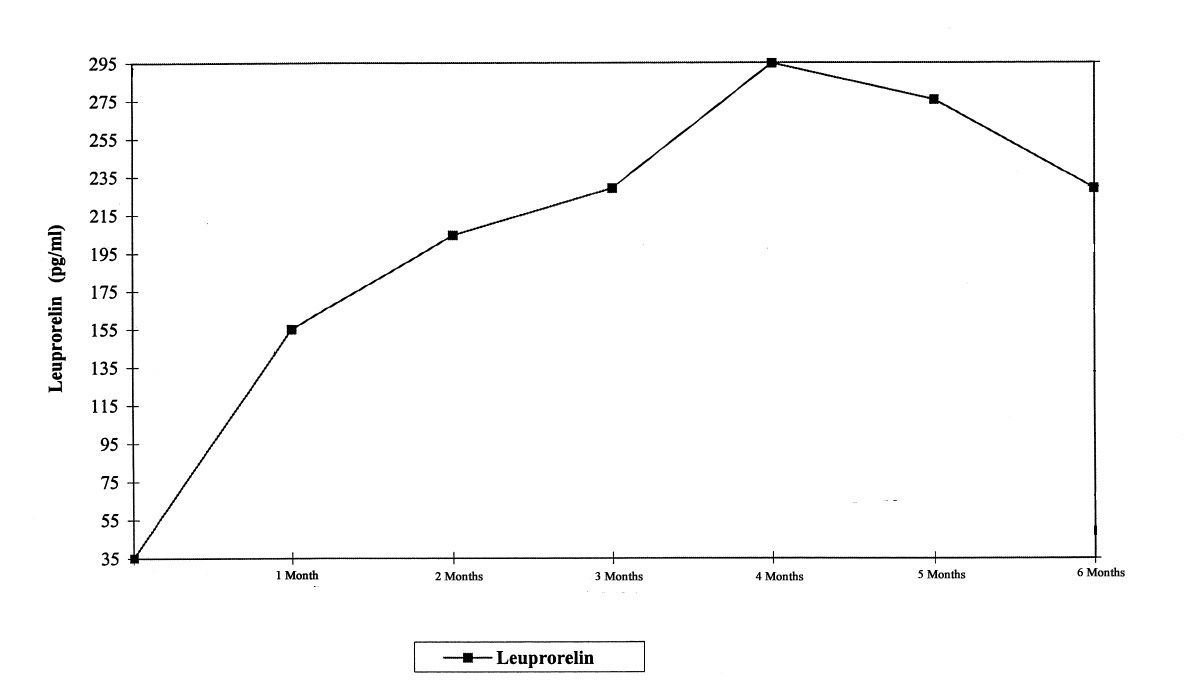 295
275
255
235
215
195
175
155
135
115
95
75
55
35
Leuprorelin (pg/ml)
1 Month
2 Months
3 Months
4 Months
5 Months
6 Months
Leuprorelin